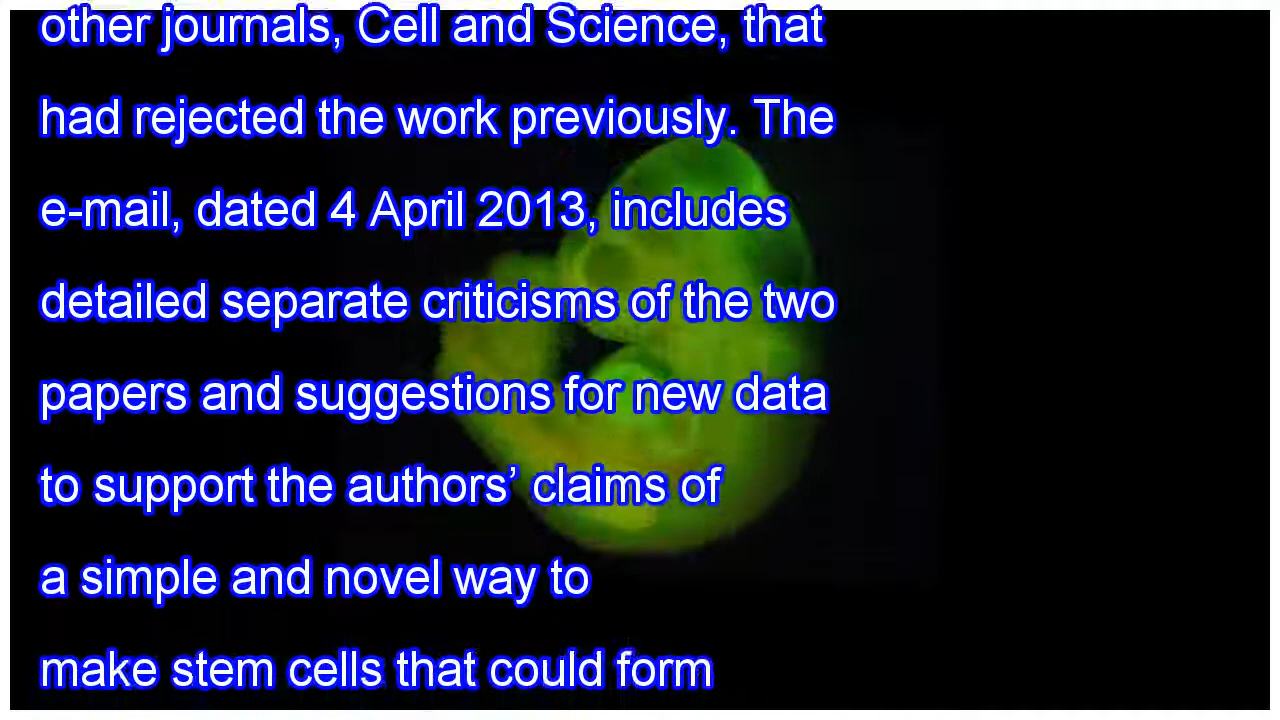 other journals, Cell and Science, that
had rejected the work previously. The
e-mail, dated 4 April 2013, includes
detailed separate criticisms of the two
papers and suggestions for new data
to support the authors’ claims of
a simple and novel way to
make stem cells that could form